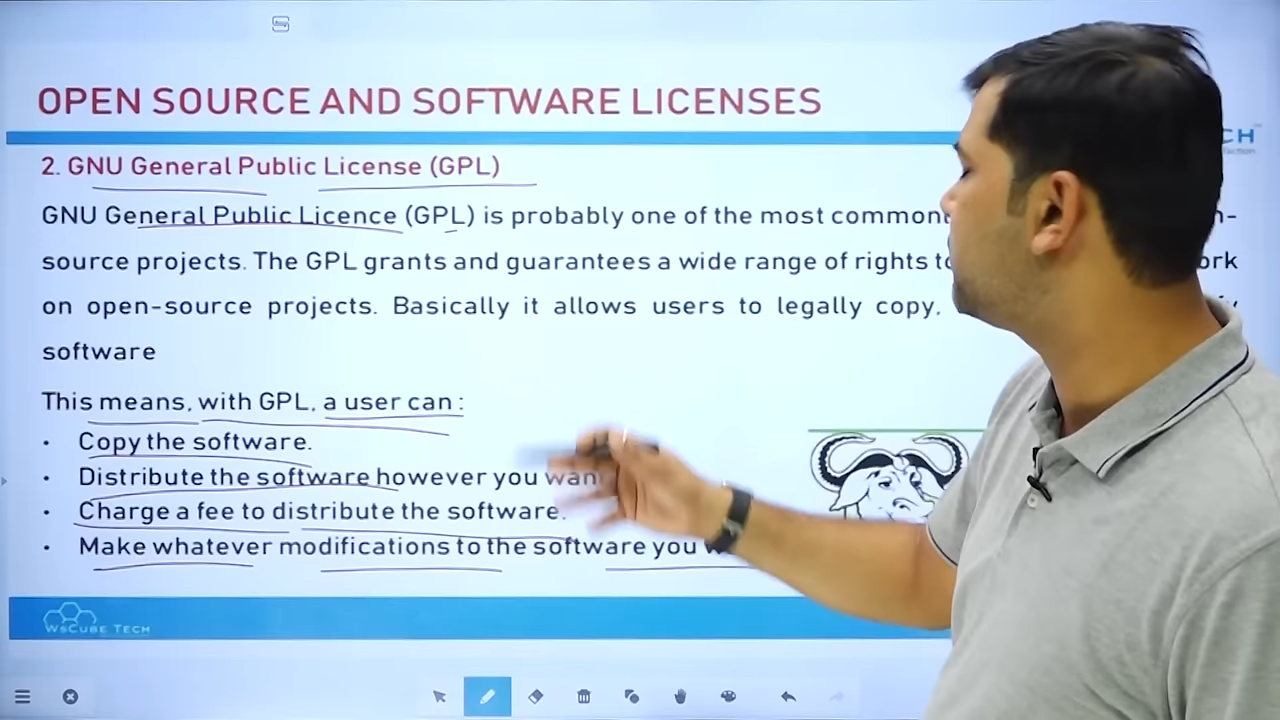 OPEN SOURCE AND SOFTWARE LICENSES
CH
2. GNU General Public License (GPL)
GNU General Public Licence (GPL) is probably one of the most common
source projects. The GPL grants and guarantees a wide range of rights
on open-source projects. Basically it allows users to legally copy,
software
This means, with GPL, a user can :
• Copy the software.
• Distribute the software however you
• Charge a fee to distribute the software.
• Make whatever modifications to the software you
WsCube Tech